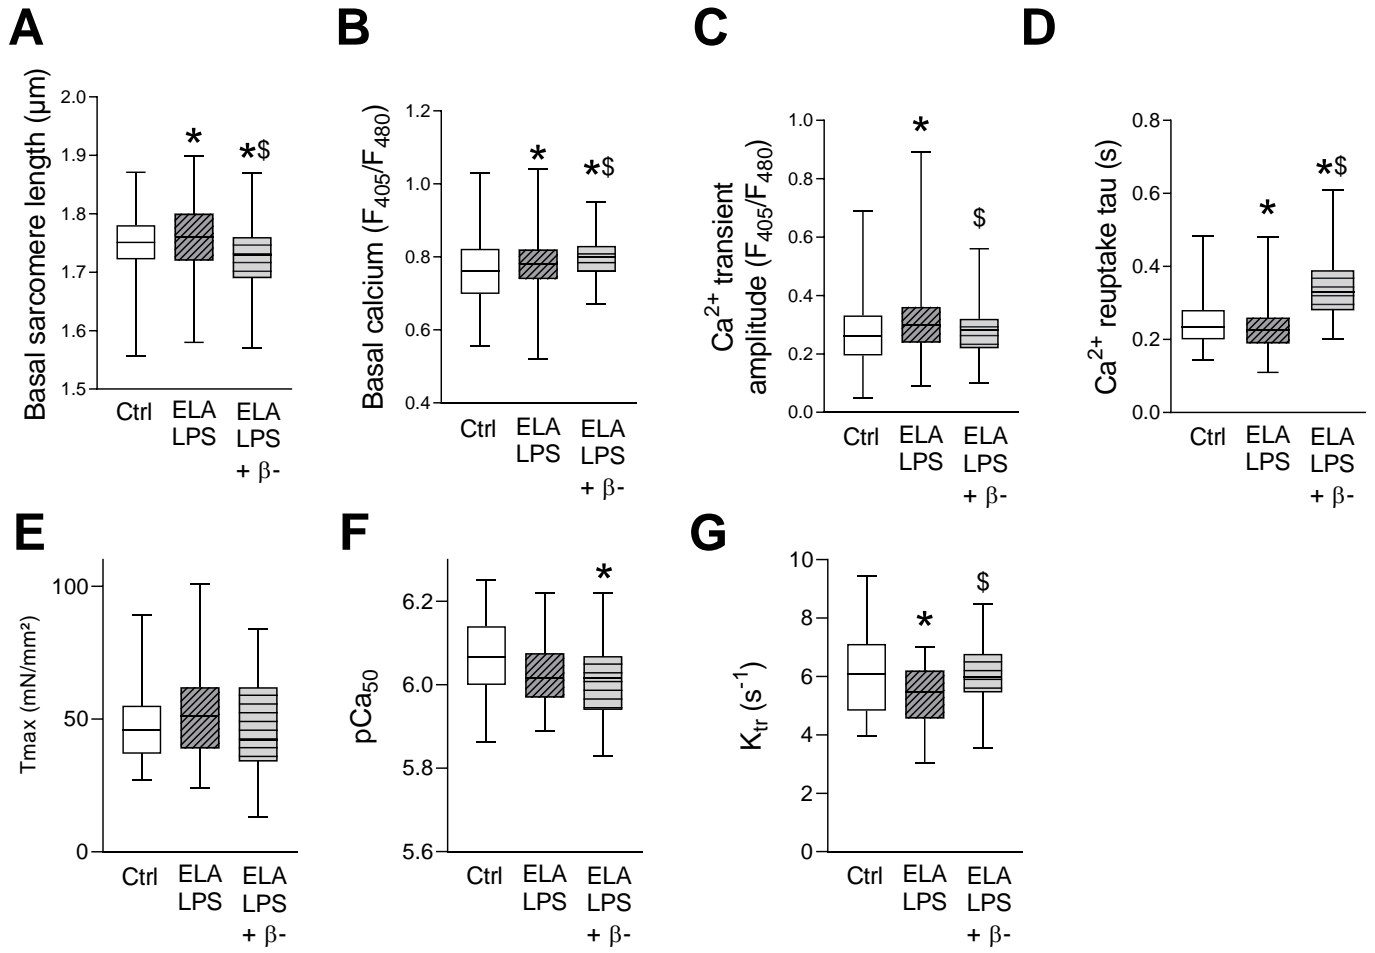 A
Basal sarcomere length (μm)
2.0
1.9
1.8
1.7
1.6
1.5
*
*$
Ctrl
ELA
LPS
ELA
LPS
+ β-
B
Basal calcium (F405/F480)
1.2
1.0
0.8
0.6
0.4
*
*$
Ctrl
ELA
LPS
ELA
LPS
+ β-
C
Ca2+ transient
amplitude (F405/F480)
1.0
0.8
0.6
0.4
0.2
0.0
*
$
Ctrl
ELA
LPS
ELA
LPS
+ β-
D
Ca2+ reuptake tau (s)
0.8
0.6
0.4
0.2
0.0
*
*$
Ctrl
ELA
LPS
ELA
LPS
+ β-
E
Tmax (mN/mm²)
100
50
0
Ctrl
ELA
LPS
ELA
LPS
+ β-
F
pCa50
6.2
6.0
5.8
5.6
*
Ctrl
ELA
LPS
ELA
LPS
+ β-
G
Ktr (s-1)
10
8
6
4
2
0
*
$
Ctrl
ELA
LPS
ELA
LPS
+ β-